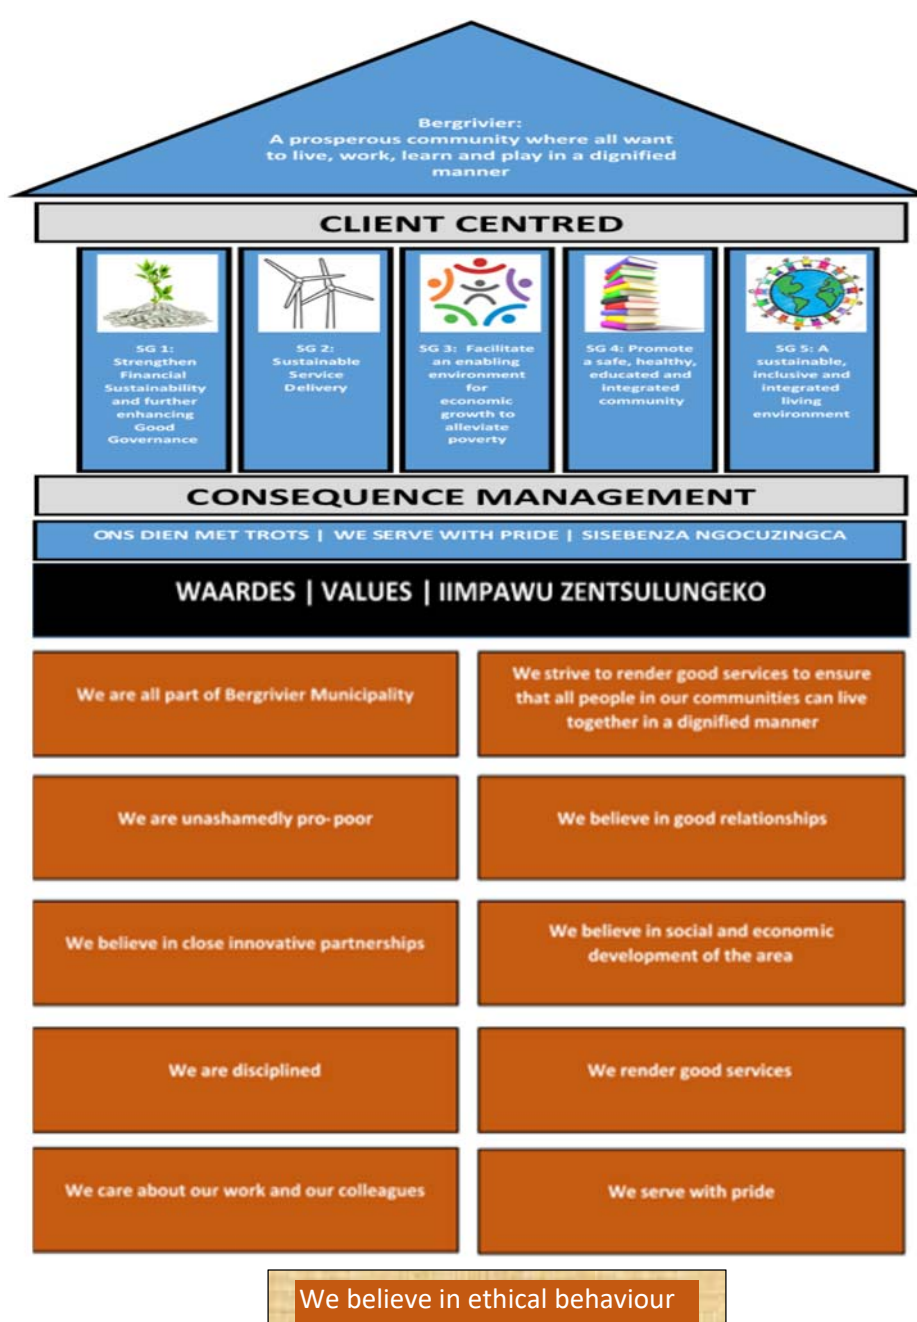 Bergrivier:
A prosperous community where all want
to live, work, learn and play in a dignified
manner
CLIENT CENTRED
SG 1:
Strengthen
Financial
Sustainability
and further
enhancing
Good
Governance
SG 2:
Sustainable
Service
Delivery
SG 3: Facilitate
an enabling
environment
for
economic
growth to
alleviate
poverty
SG 4: Promote
a safe, healthy,
educated and
integrated
community
SG 5: A
sustainable,
inclusive and
integrated
living
environment
CONSEQUENCE MANAGEMENT
ONS DIEN MET TROTS | WE SERVE WITH PRIDE | SISEBENZA NGOCUZINGCA
WAARDES | VALUES | IIMPAWU ZENTSULUNGEKO
We are all part of Bergrivier Municipality
We strive to render good services to ensure
that all people in our communities can live
together in a dignified manner
We are unashamedly pro-poor
We believe in good relationships
We believe in close innovative partnerships
We believe in social and economic
development of the area
We are disciplined
We render good services
We care about our work and our colleagues
We serve with pride
We believe in ethical behaviour